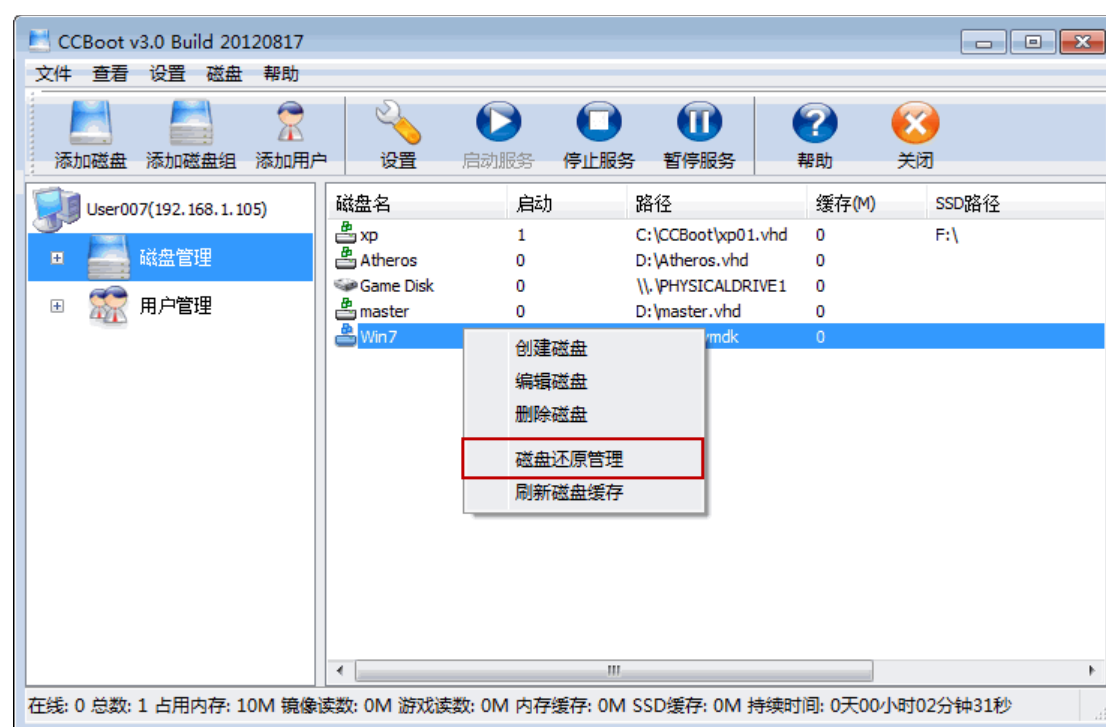 CCBoot v3.0 Build 20120817
文件 查看 设置 磁盘 帮助
添加磁盘 添加磁盘组 添加用户 设置 启动服务 停止服务 暂停服务 帮助 关闭
User007(192.168.1.105)
磁盘管理
用户管理
磁盘名 启动 路径 缓存(M) SSD路径
xp 1 C:\CCBoot\xp01.vhd 0 F:\
Atheros 0 D:\Atheros.vhd 0
Game Disk 0 \\.\PHYSICALDRIVE1 0
master 0 D:\master.vhd 0
Win7 0
创建磁盘
编辑磁盘
删除磁盘
磁盘还原管理
刷新磁盘缓存
在线: 0 总数: 1 占用内存: 10M 镜像读数: 0M 游戏读数: 0M 内存缓存: 0M SSD缓存: 0M 持续时间: 0天00小时02分钟31秒